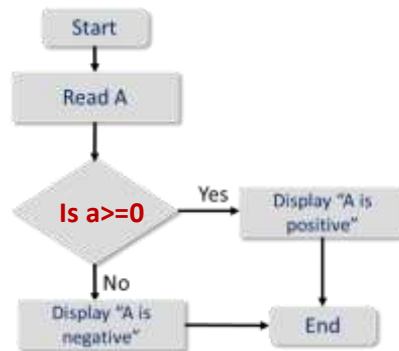 Start
Read A
Is a>=0
Yes
Display “A is
positive”
No
Display “A is
negative”
End